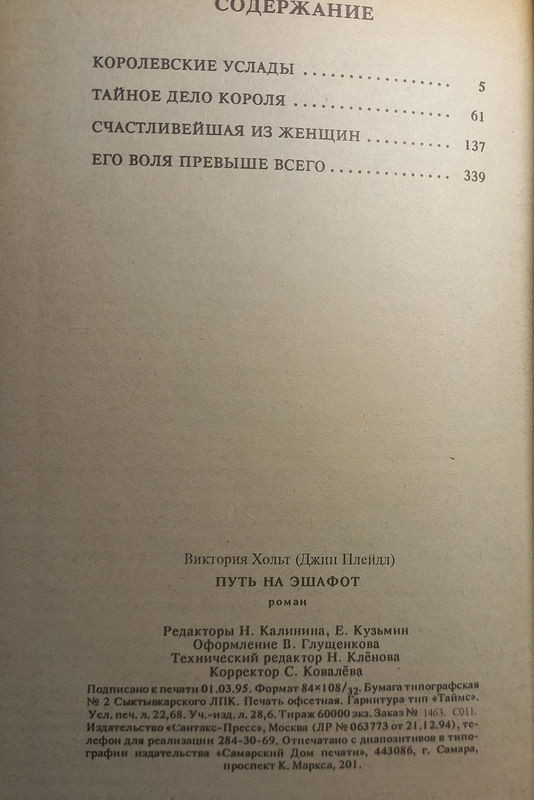 СОДЕРЖАНИЕ
КОРОЛЕВСКИЕ УСЛАДЫ ................ 5
ТАЙНОЕ ДЕЛО КОРОЛЯ ................ 61
СЧАСТЛИВЕЙШАЯ ИЗ ЖЕНЩИН .......... 137
ЕГО ВОЛЯ ПРЕВЫШЕ ВСЕГО ............. 339
Виктория Хольт (Джин Плейдл)
ПУТЬ НА ЭШАФОТ
роман
Редакторы Н. Калинина, Е. Кузьмин
Оформление В. Глущенкова
Технический редактор Н. Клёнова
Корректор С. Ковалёва
Подписано к печати 01.03.95. Формат 84×108/32. Бумага типографская
№ 2 Сыктывкарского ЛПК. Печать офсетная. Гарнитура тип «Таймс».
Усл. печ. л. 22,68. Уч.-изд. л. 28,6. Тираж 60000 экз. Заказ № 1463. С011.
Издательство «Сантакс-Пресс», Москва (ЛР № 063773 от 21.12.94), те-
лефон для реализации 284-30-69. Отпечатано с диапозитивов в типо-
графии издательства «Самарский Дом печати», 443086, г. Самара,
проспект К. Маркса, 201.